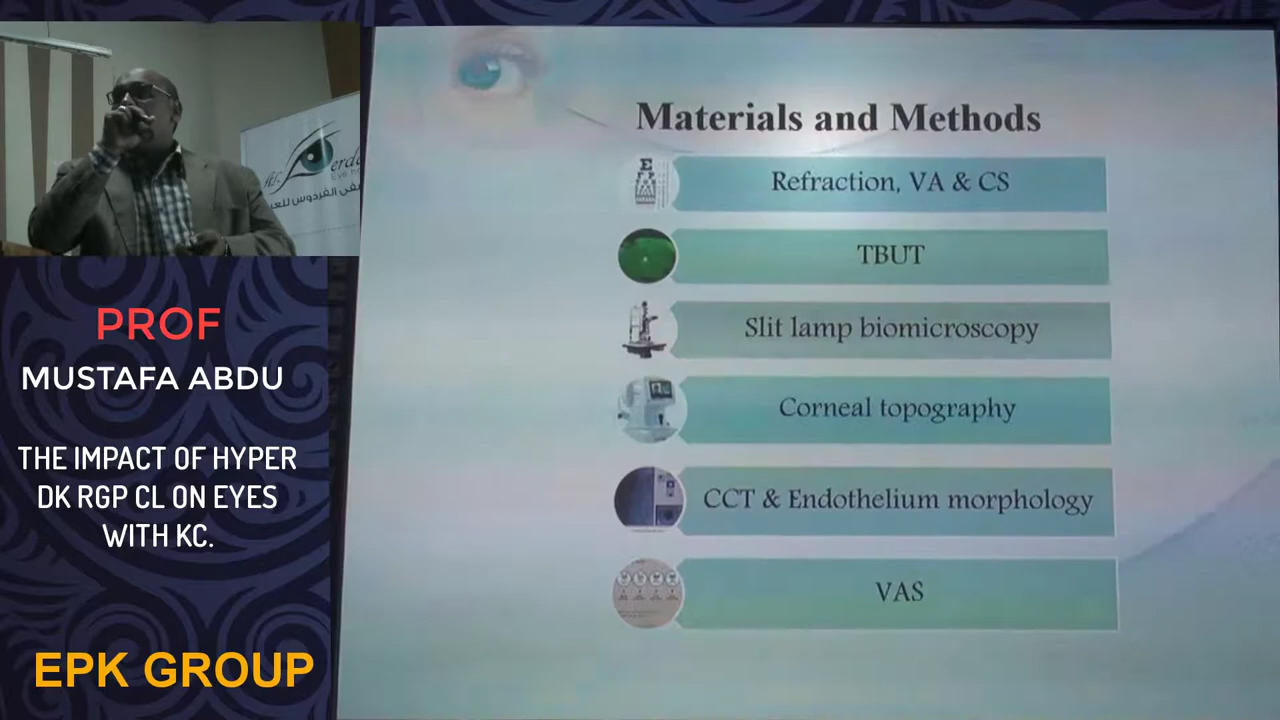 PROF
MUSTAFA ABDU
THE IMPACT OF HYPER
DK RGP CL ON EYES
WITH KC.
EPK GROUP
Materials and Methods
Refraction, VA & CS
TBUT
Slit lamp biomicroscopy
Corneal topography
CCT & Endothelium morphology
VAS